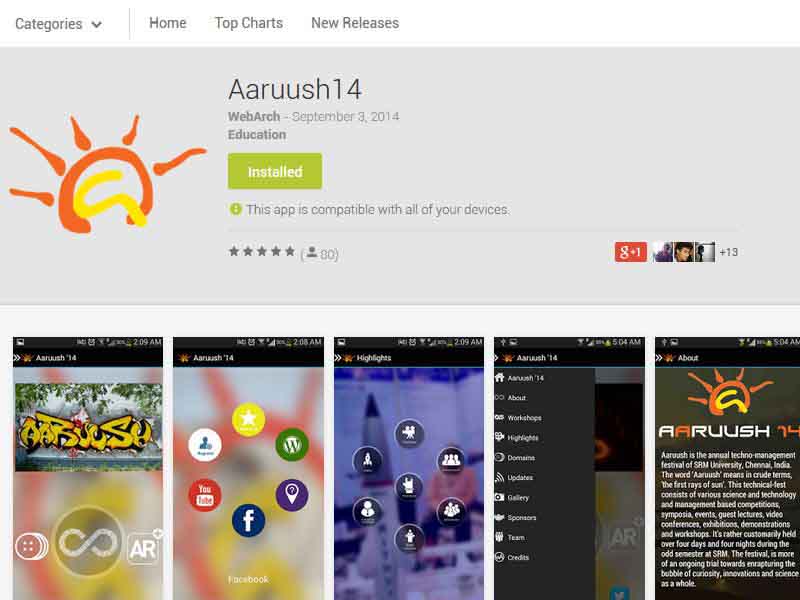 Categories
Home
Top Charts
New Releases
Aaruush14
WebArch - September 3, 2014
Education
Installed
This app is compatible with all of your devices.
(80)
g+1
+13
2:09 AM
Aaruush '14
AARUUSH
AR+
2:08 AM
Aaruush '14
Register
You
Tube
Facebook
2:09 AM
Highlights
5:04 AM
Aaruush '14
Aaruush '14
About
Workshops
Highlights
Domains
Updates
Gallery
Sponsors
Team
Credits
AR
5:04 AM
About
AARUUSH 14
Aaruush is the annual techno-management
festival of SRM University, Chennai, India.
The word 'Aaruush' means in crude terms,
'the first rays of sun'. This technical-fest
consists of various science and technology
and management based competitions,
symposia, events, guest lectures, video
conferences, exhibitions, demonstrations
and workshops. It's rather customarily held
over four days and four nights during the
odd semester at SRM. The festival, is more
of an ongoing trial towards enrapturing the
bubble of curiosity, innovations and science
as a whole.